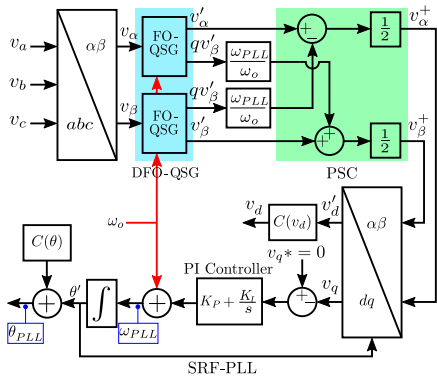 v_a
v_b
v_c
αβ
abc
v_α
v_β
FO-
QSG
FO-
QSG
DFO-QSG
v'_α
qv'_β
qv'_β
v'_β
ω_PLL
ω_o
ω_PLL
ω_o
+
−
+
+
1
2
1
2
PSC
v_α^+
v_β^+
ω_o
v_d
C(v_d)
v'_d
αβ
dq
v_q* = 0
v_q
+
−
PI Controller
K_P + K_I
s
+
ω_PLL
∫
θ'
C(θ)
+
θ_PLL
SRF-PLL